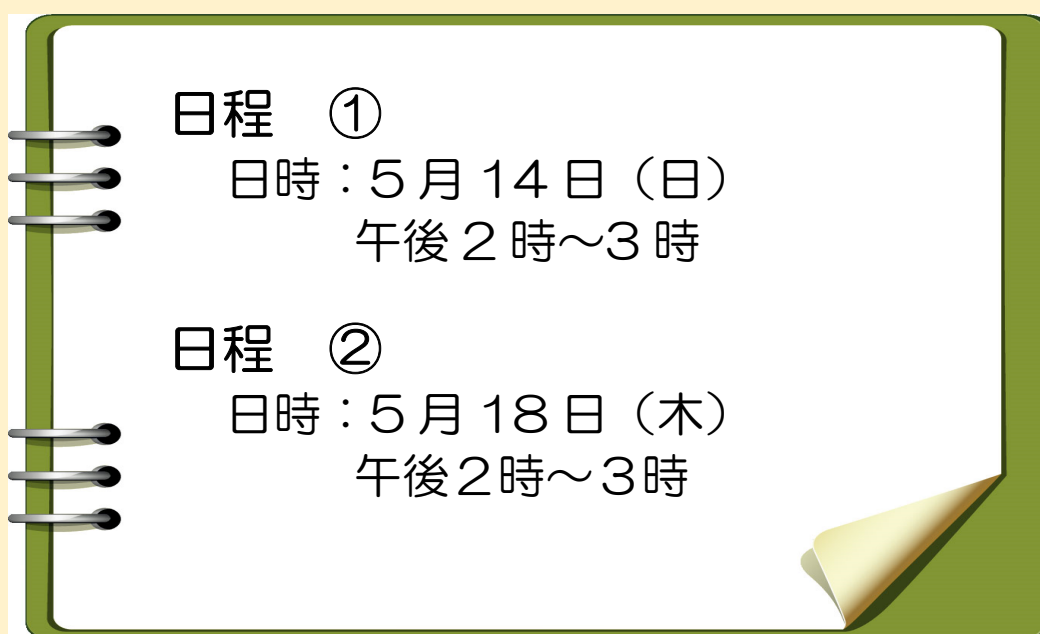 日程　①
日時：５月14日（日）
午後２時～３時
日程　②
日時：５月18日（木）
午後２時～３時